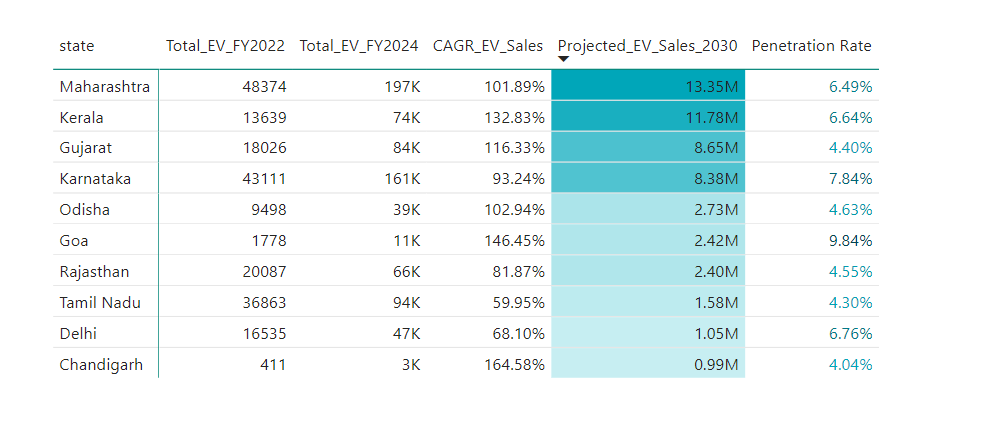 state Total_EV_FY2022 Total_EV_FY2024 CAGR_EV_Sales Projected_EV_Sales_2030 Penetration Rate
Maharashtra 48374 197K 101.89% 13.35M 6.49%
Kerala 13639 74K 132.83% 11.78M 6.64%
Gujarat 18026 84K 116.33% 8.65M 4.40%
Karnataka 43111 161K 93.24% 8.38M 7.84%
Odisha 9498 39K 102.94% 2.73M 4.63%
Goa 1778 11K 146.45% 2.42M 9.84%
Rajasthan 20087 66K 81.87% 2.40M 4.55%
Tamil Nadu 36863 94K 59.95% 1.58M 4.30%
Delhi 16535 47K 68.10% 1.05M 6.76%
Chandigarh 411 3K 164.58% 0.99M 4.04%